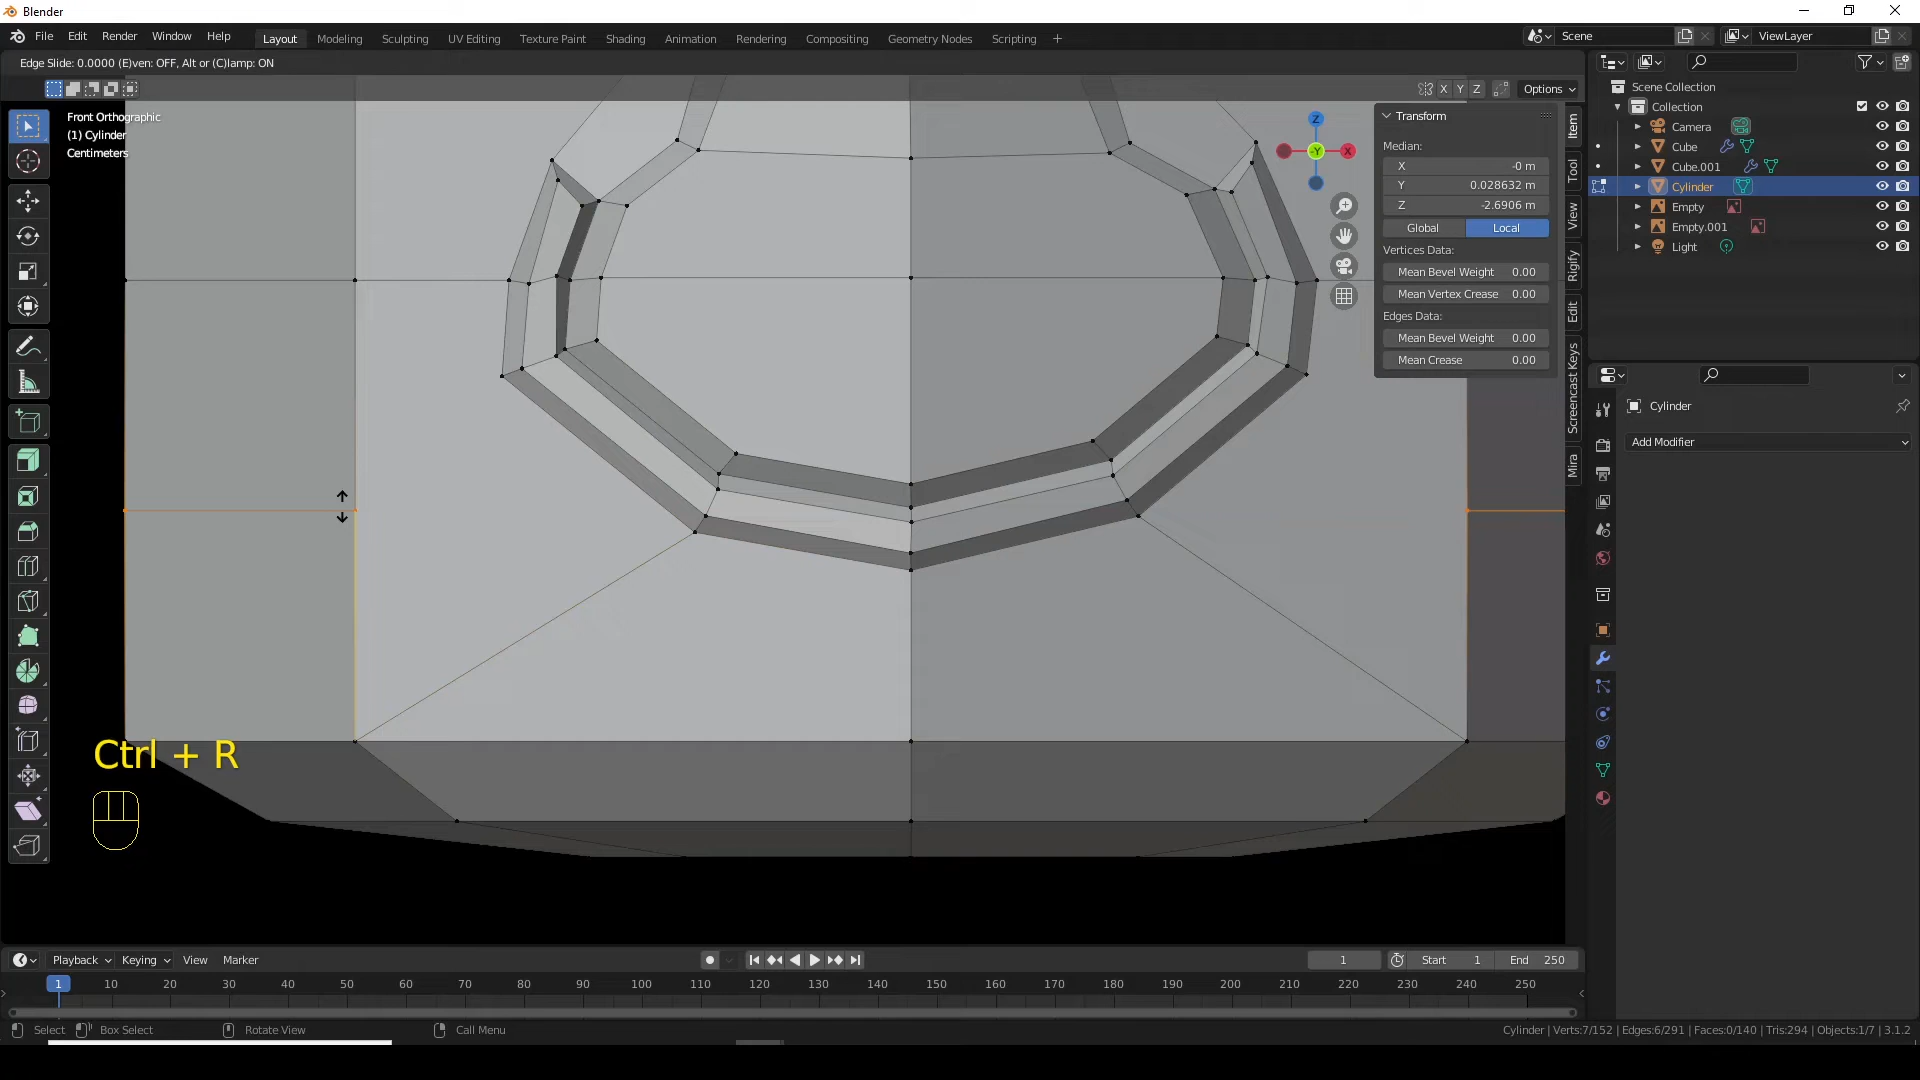 Blender
File Edit Render Window Help
Layout Modeling Sculpting UV Editing Texture Paint Shading Animation Rendering Compositing Geometry Nodes Scripting +
Scene
ViewLayer
Edge Slide: 0.0000 (E)ven: OFF, Alt or (C)lamp: ON
X Y Z Options
Front Orthographic
(1) Cylinder
Centimeters
Z
-Y
X
Transform
Median:
X -0 m
Y 0.028632 m
Z -2.6906 m
Global Local
Vertices Data:
Mean Bevel Weight 0.00
Mean Vertex Crease 0.00
Edges Data:
Mean Bevel Weight 0.00
Mean Crease 0.00
Item
Tool
View
Rigify
Edit
Screencast Keys
Mira
Scene Collection
Collection
Camera
Cube
Cube.001
Cylinder
Empty
Empty.001
Light
Cylinder
Add Modifier
Ctrl + R
Playback Keying View Marker
1
Start 1 End 250
1 10 20 30 40 50 60 70 80 90 100 110 120 130 140 150 160 170 180 190 200 210 220 230 240 250
Select Box Select Rotate View Call Menu
Cylinder | Verts:7/152 | Edges:6/291 | Faces:0/140 | Tris:294 | Objects:1/7 | 3.1.2